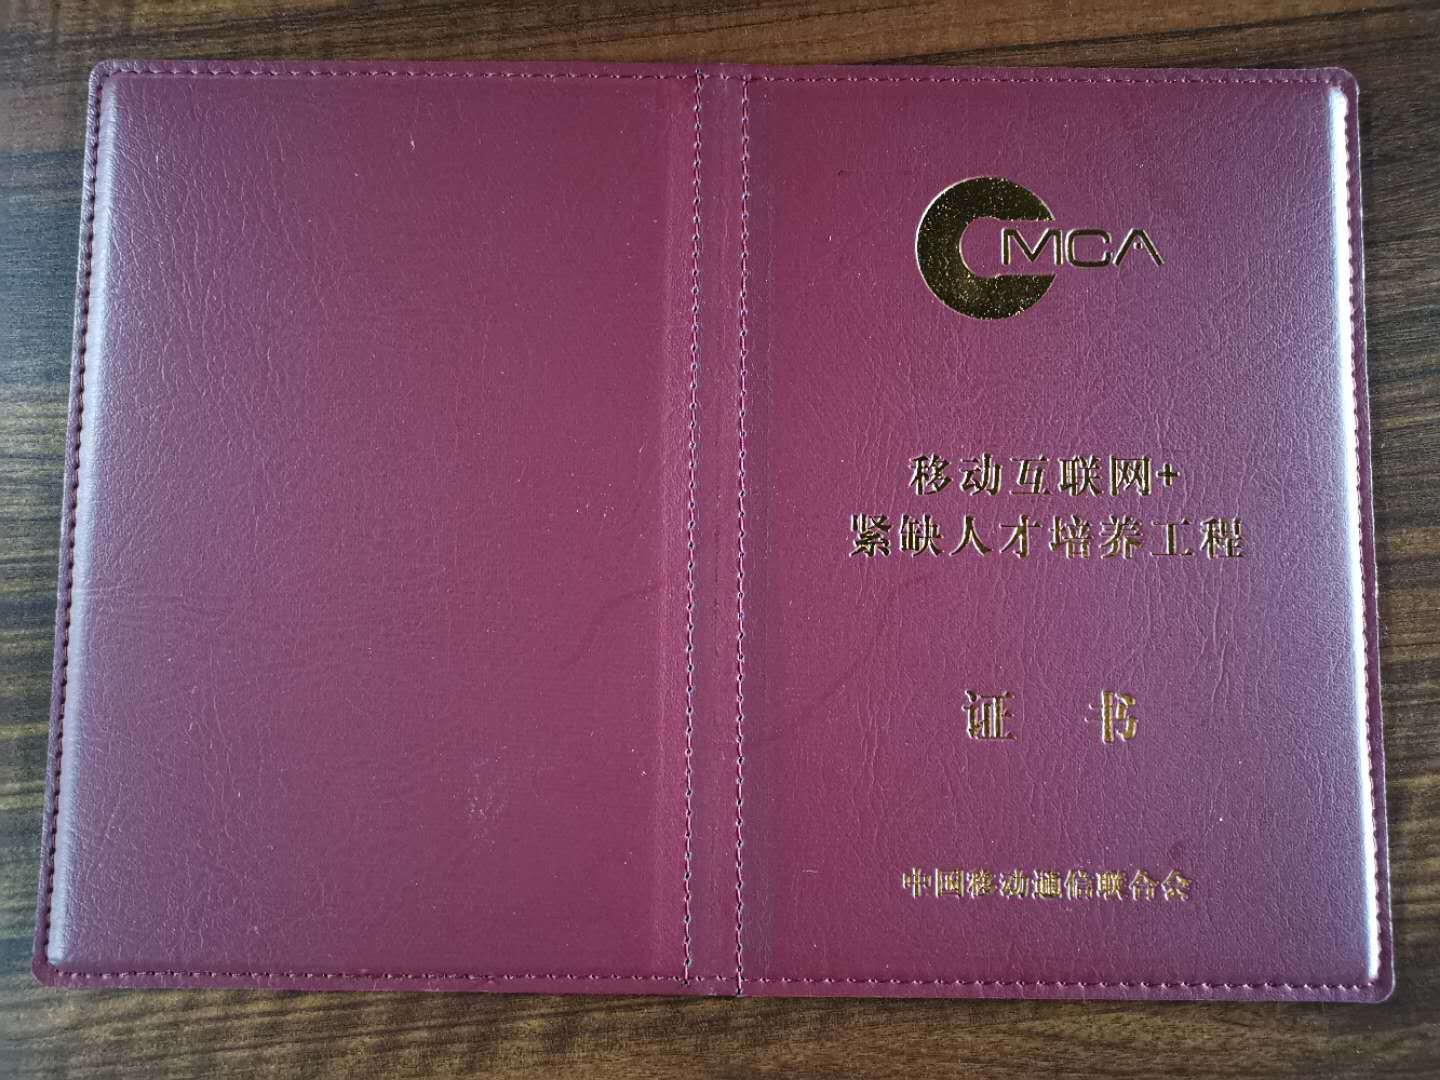 CMCA
移动互联网+
紧缺人才培养工程
证书
中国移动通信联合会